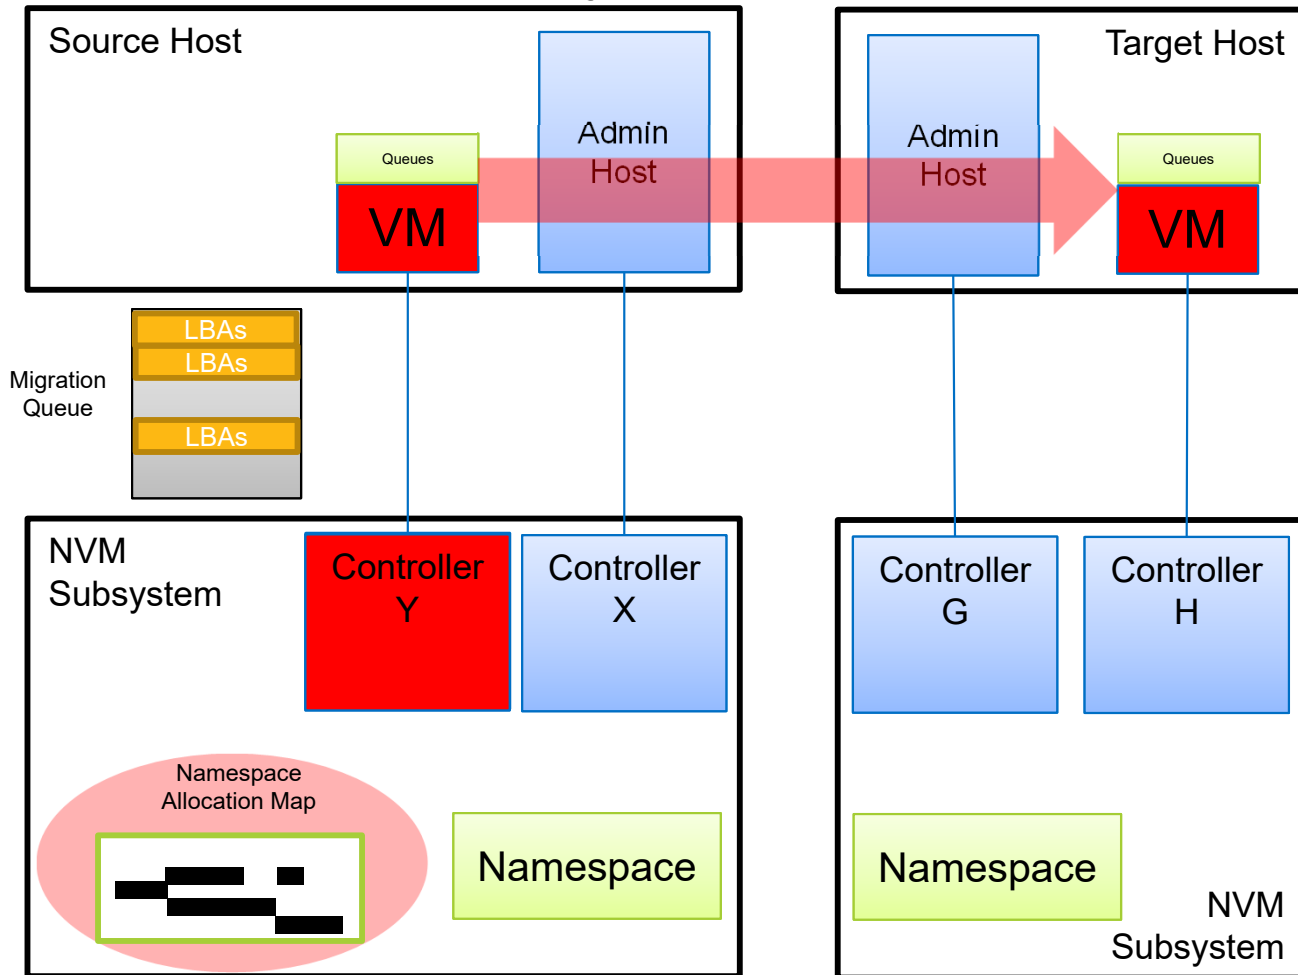 Source Host
Target Host
Admin
Host
Admin
Host
Queues
VM
Queues
VM
LBAs
LBAs
LBAs
Migration
Queue
NVM
Subsystem
Controller
Y
Controller
X
Controller
G
Controller
H
Namespace
Allocation Map
Namespace
Namespace
NVM
Subsystem